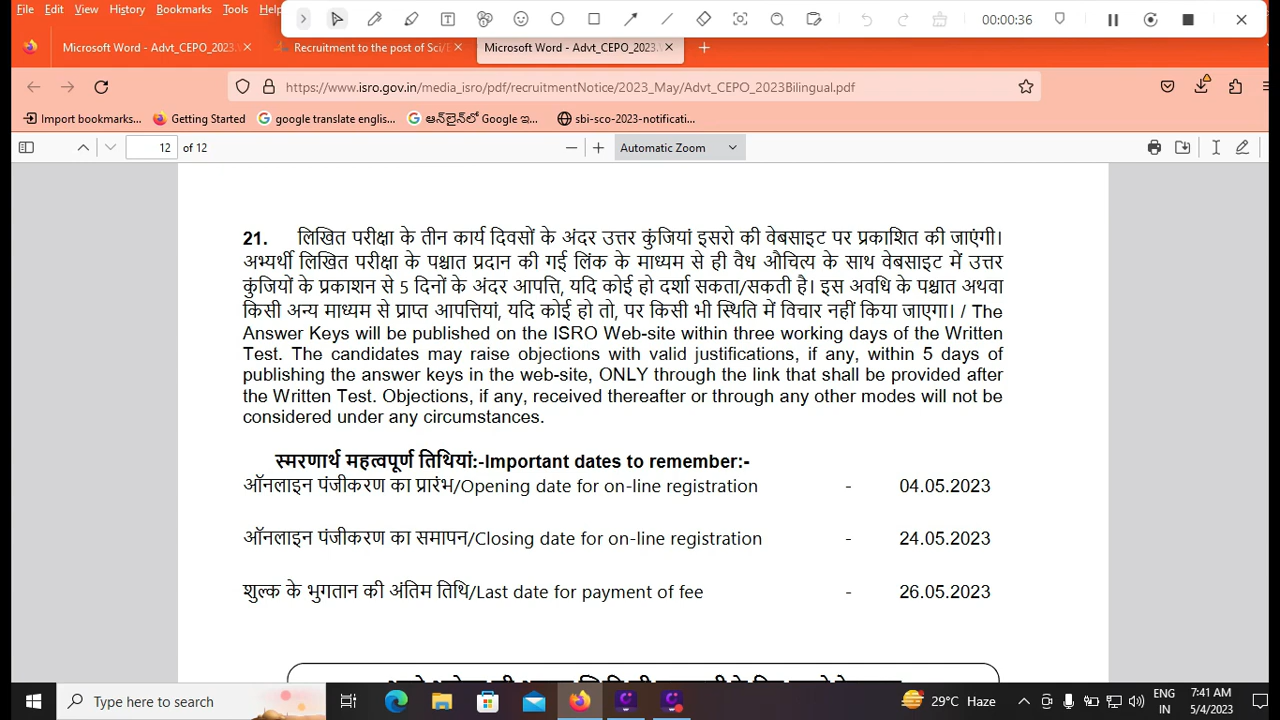 File Edit View History Bookmarks Tools Help
00:00:36
Microsoft Word - Advt_CEPO_2023. Recruitment to the post of Sci/E Microsoft Word - Advt_CEPO_2023.
https://www.isro.gov.in/media_isro/pdf/recruitmentNotice/2023_May/Advt_CEPO_2023Bilingual.pdf
Import bookmarks... Getting Started google translate englis... ఆన్‌లైన్‌లో Google ఇ... sbi-sco-2023-notificati...
12 of 12 Automatic Zoom
21. लिखित परीक्षा के तीन कार्य दिवसों के अंदर उत्तर कुंजियां इसरो की वेबसाइट पर प्रकाशित की जाएंगी।
अभ्यर्थी लिखित परीक्षा के पश्चात प्रदान की गई लिंक के माध्यम से ही वैध औचित्य के साथ वेबसाइट में उत्तर
कुंजियों के प्रकाशन से 5 दिनों के अंदर आपत्ति, यदि कोई हो दर्शा सकता/सकती है। इस अवधि के पश्चात अथवा
किसी अन्य माध्यम से प्राप्त आपत्तियां, यदि कोई हो तो, पर किसी भी स्थिति में विचार नहीं किया जाएगा। / The
Answer Keys will be published on the ISRO Web-site within three working days of the Written
Test. The candidates may raise objections with valid justifications, if any, within 5 days of
publishing the answer keys in the web-site, ONLY through the link that shall be provided after
the Written Test. Objections, if any, received thereafter or through any other modes will not be
considered under any circumstances.
स्मरणार्थ महत्वपूर्ण तिथियां:-Important dates to remember:-
ऑनलाइन पंजीकरण का प्रारंभ/Opening date for on-line registration - 04.05.2023
ऑनलाइन पंजीकरण का समापन/Closing date for on-line registration - 24.05.2023
शुल्क के भुगतान की अंतिम तिथि/Last date for payment of fee - 26.05.2023
Type here to search 29°C Haze ENG IN 7:41 AM 5/4/2023